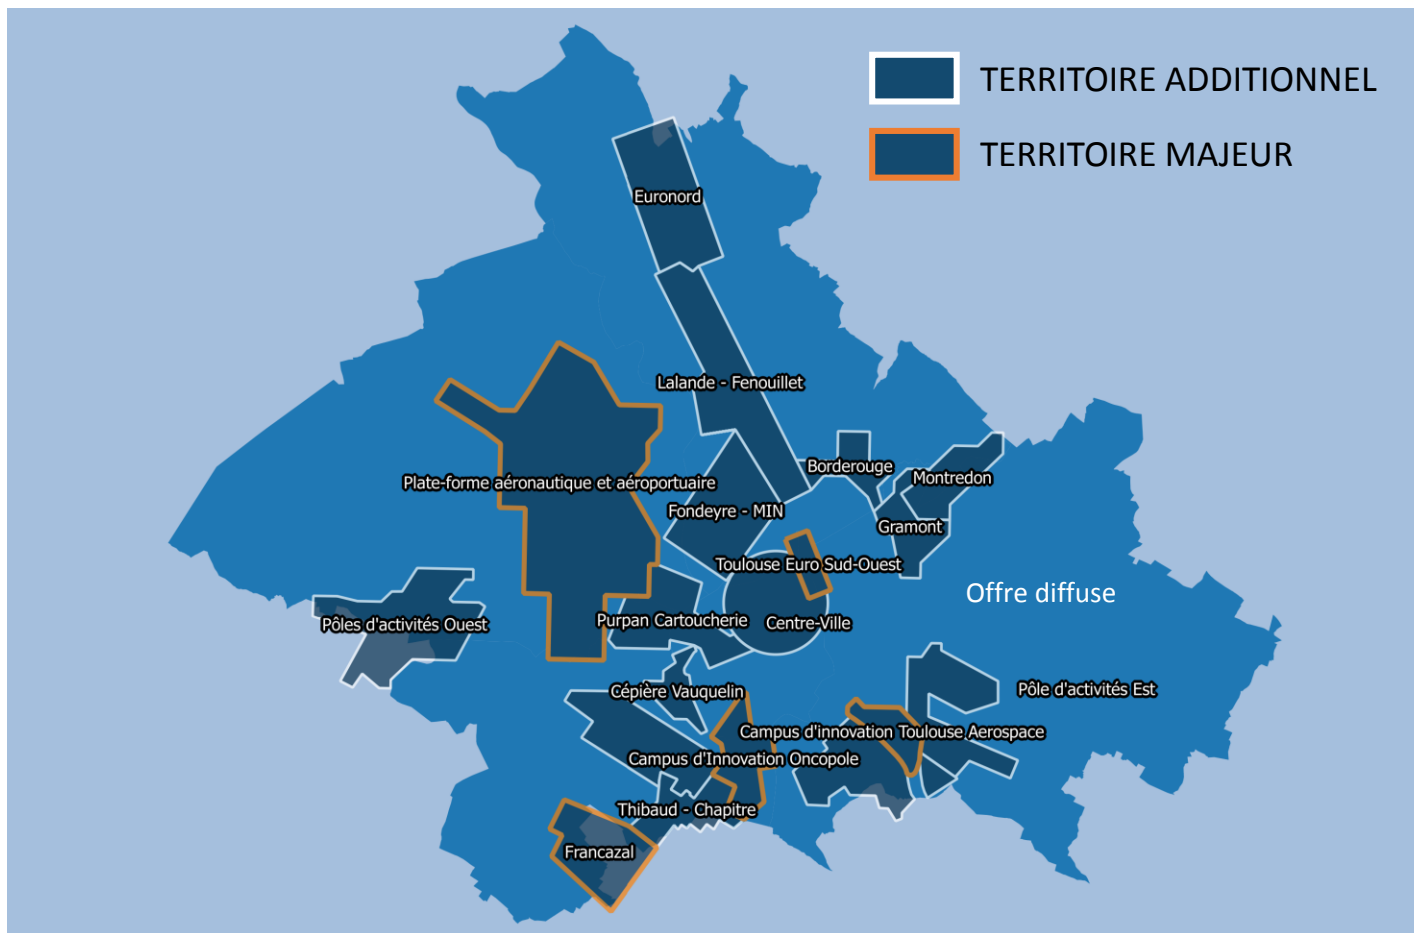 TERRITOIRE ADDITIONNEL
TERRITOIRE MAJEUR
Euronord
Lalande - Fenouillet
Borderouge
Montredon
Plate-forme aéronautique et aéroportuaire
Fondeyre - MIN
Gramont
Toulouse Euro Sud-Ouest
Offre diffuse
Pôles d'activités Ouest
Purpan Cartoucherie
Centre-Ville
Cépière Vauquelin
Pôle d'activités Est
Campus d'innovation Toulouse Aerospace
Campus d'Innovation Oncopole
Thibaud - Chapitre
Francazal